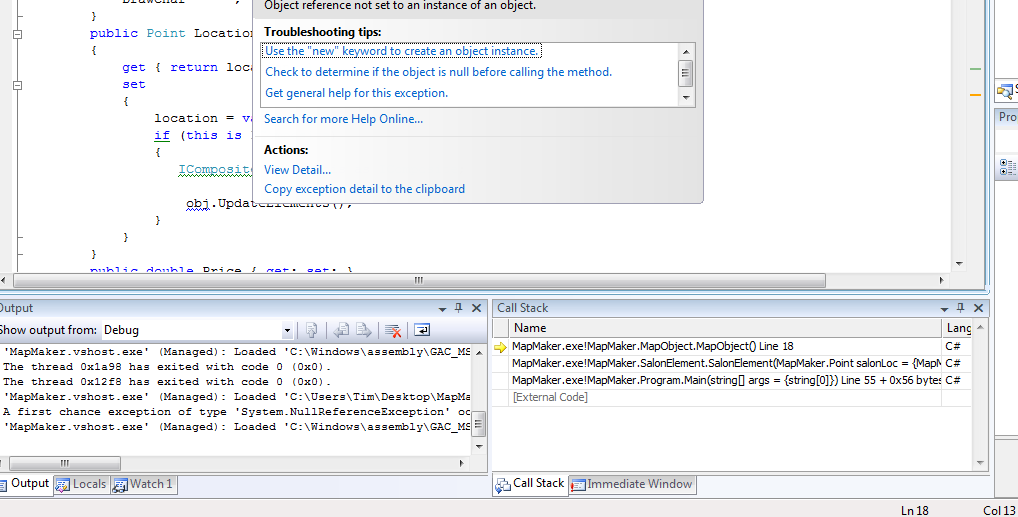 DrawChar
Object reference not set to an instance of an object.
}
public Point Location
{
get { return loca
set
{
location = va
if (this is
{
IComposit
obj.UpdateElements();
}
}
}
public double Price { get; set; }
Troubleshooting tips:
Use the "new" keyword to create an object instance.
Check to determine if the object is null before calling the method.
Get general help for this exception.
Search for more Help Online...
Actions:
View Detail...
Copy exception detail to the clipboard
Pro
Output
Show output from: Debug
'MapMaker.vshost.exe' (Managed): Loaded 'C:\Windows\assembly\GAC_MS
The thread 0x1a98 has exited with code 0 (0x0).
The thread 0x12f8 has exited with code 0 (0x0).
'MapMaker.vshost.exe' (Managed): Loaded 'C:\Users\Tim\Desktop\MapMa
A first chance exception of type 'System.NullReferenceException' oc
'MapMaker.vshost.exe' (Managed): Loaded 'C:\Windows\assembly\GAC_MS
Output Locals Watch 1
Call Stack
Name Lang
MapMaker.exe!MapMaker.MapObject.MapObject() Line 18 C#
MapMaker.exe!MapMaker.SalonElement.SalonElement(MapMaker.Point salonLoc = {MapM C#
MapMaker.exe!MapMaker.Program.Main(string[] args = {string[0]}) Line 55 + 0x56 bytes C#
[External Code]
Call Stack Immediate Window
Ln 18 Col 13